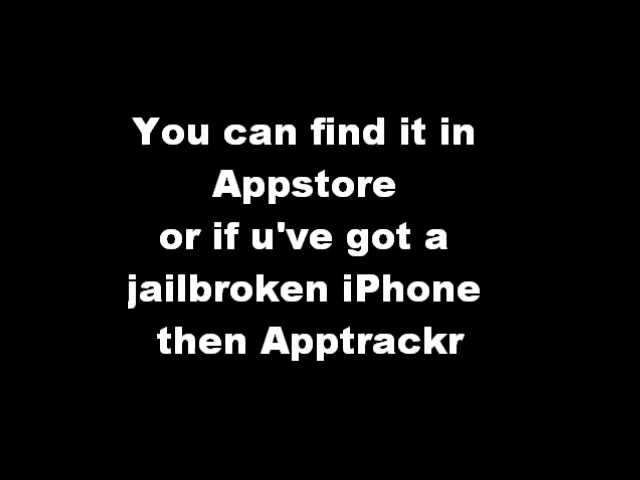 You can find it in
Appstore
or if u've got a
jailbroken iPhone
then Apptrackr